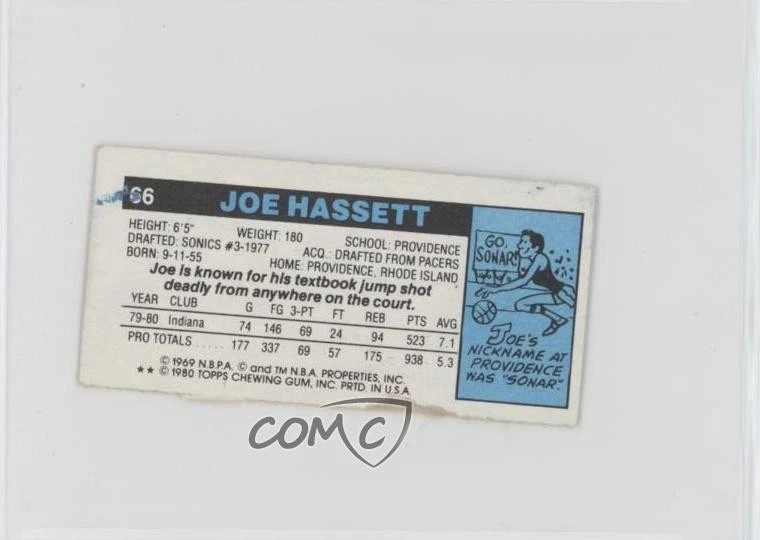 66 JOE HASSETT
HEIGHT: 6'5" WEIGHT: 180 SCHOOL: PROVIDENCE
DRAFTED: SONICS #3-1977 ACQ.: DRAFTED FROM PACERS
BORN: 9-11-55 HOME: PROVIDENCE, RHODE ISLAND
Joe is known for his textbook jump shot
deadly from anywhere on the court.
YEAR CLUB G FG 3-PT FT REB PTS AVG
79-80 Indiana 74 146 69 24 94 523 7.1
PRO TOTALS ..... 177 337 69 57 175 938 5.3
© 1969 N.B.P.A. © and TM N.B.A. PROPERTIES, INC.
★★ © 1980 TOPPS CHEWING GUM, INC. PRTD. IN U.S.A.
GO,
SONAR!
JOE'S
NICKNAME AT
PROVIDENCE
WAS "SONAR."
COMC